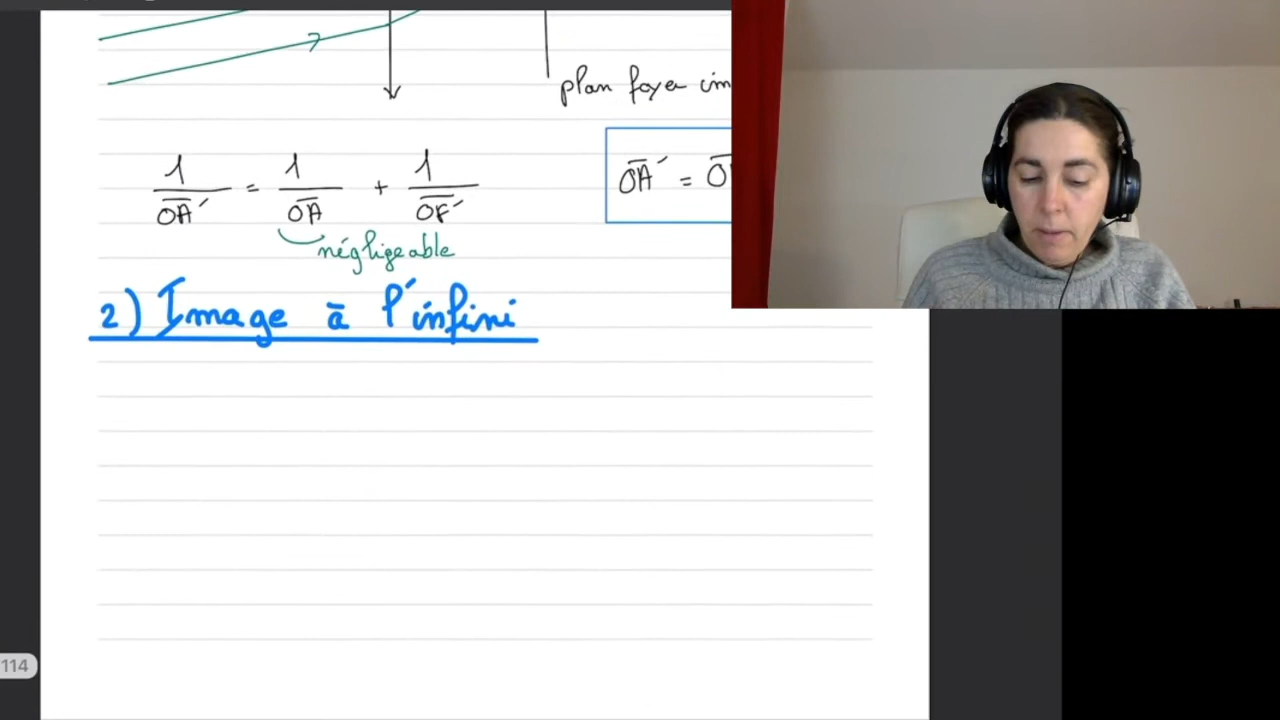 plan foyer im
1/OA̅′ = 1/OA̅ + 1/OF̅′
OA̅′ = O
négligeable
2) Image à l'infini
114